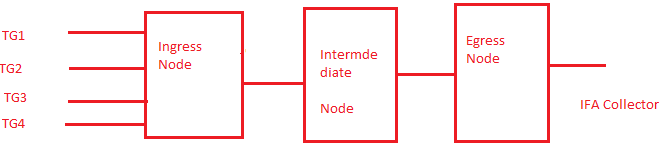 TG1
TG2
TG3
TG4
Ingress
Node
Intermde
diate
Node
Egress
Node
IFA Collector